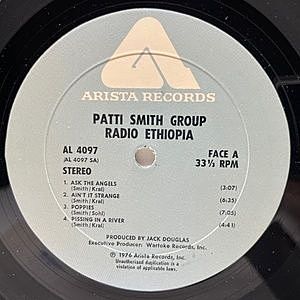 ARISTA RECORDS
PATTI SMITH GROUP
RADIO ETHIOPIA
AL 4097
(AL 4097 SA)
STEREO
FACE A
33⅓ RPM
1. ASK THE ANGELS
(Smith/Kral) (3:07)
2. AIN'T IT STRANGE
(Smith/Kral) (6:35)
3. POPPIES
(Smith/Sohl) (7:05)
4. PISSING IN A RIVER
(Smith/Kral) (4:41)
PRODUCED BY JACK DOUGLAS
Executive Producer: Wartoke Records, Inc.
℗ 1976 Arista Records, Inc.
Unauthorized duplication is a
violation of applicable laws.